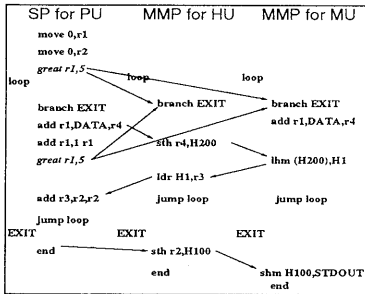 SP for PU MMP for HU MMP for MU
move 0,r1
move 0,r2
great r1,5
loop loop loop
branch EXIT branch EXIT branch EXIT
add r1,DATA,r4 add r1,DATA,r4
add r1,1 r1 sth r4,H200
great r1,5 lhm (H200),H1
ldr H1,r3
add r3,r2,r2 jump loop jump loop
jump loop
EXIT EXIT EXIT
end sth r2,H100
end shm H100,STDOUT
end